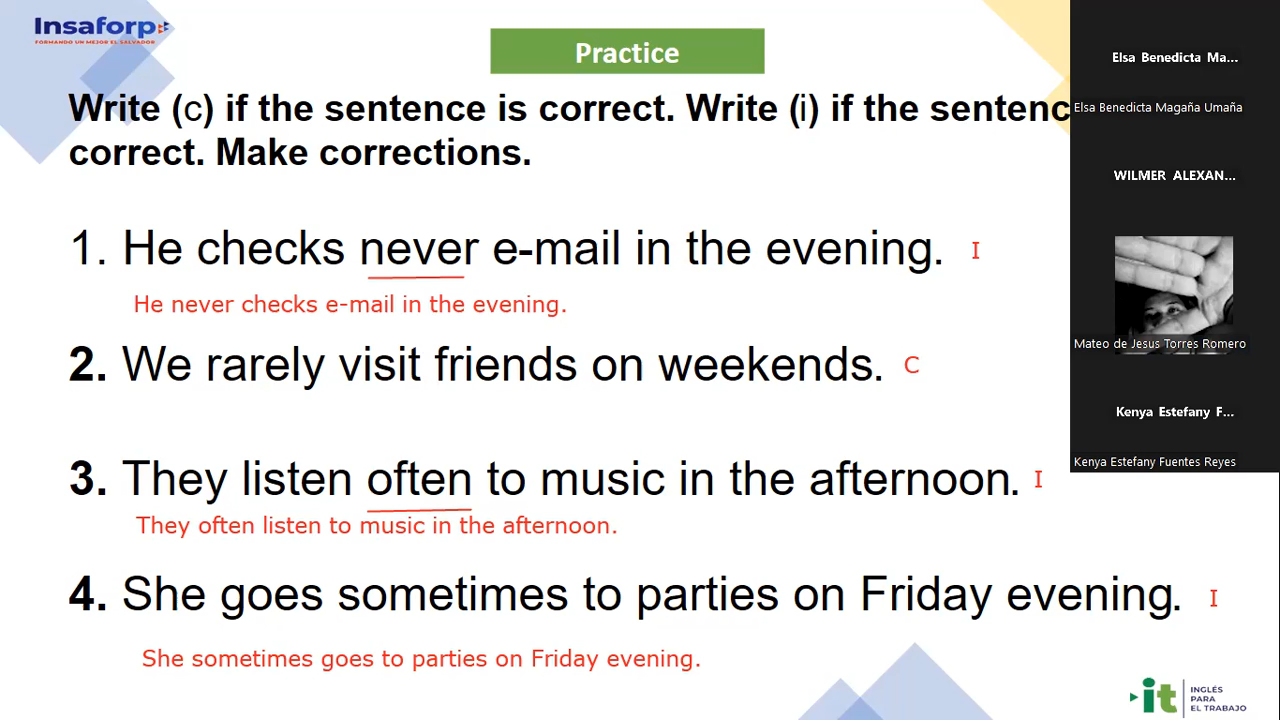 Insaforp
FORMANDO UN MEJOR EL SALVADOR
Practice
Write (c) if the sentence is correct. Write (i) if the sentenc
correct. Make corrections.
1. He checks never e-mail in the evening. I
He never checks e-mail in the evening.
2. We rarely visit friends on weekends. C
3. They listen often to music in the afternoon. I
They often listen to music in the afternoon.
4. She goes sometimes to parties on Friday evening. I
She sometimes goes to parties on Friday evening.
Elsa Benedicta Ma...
Elsa Benedicta Magaña Umaña
WILMER ALEXAN...
Mateo de Jesus Torres Romero
Kenya Estefany F...
Kenya Estefany Fuentes Reyes
it
INGLÉS
PARA
EL TRABAJO